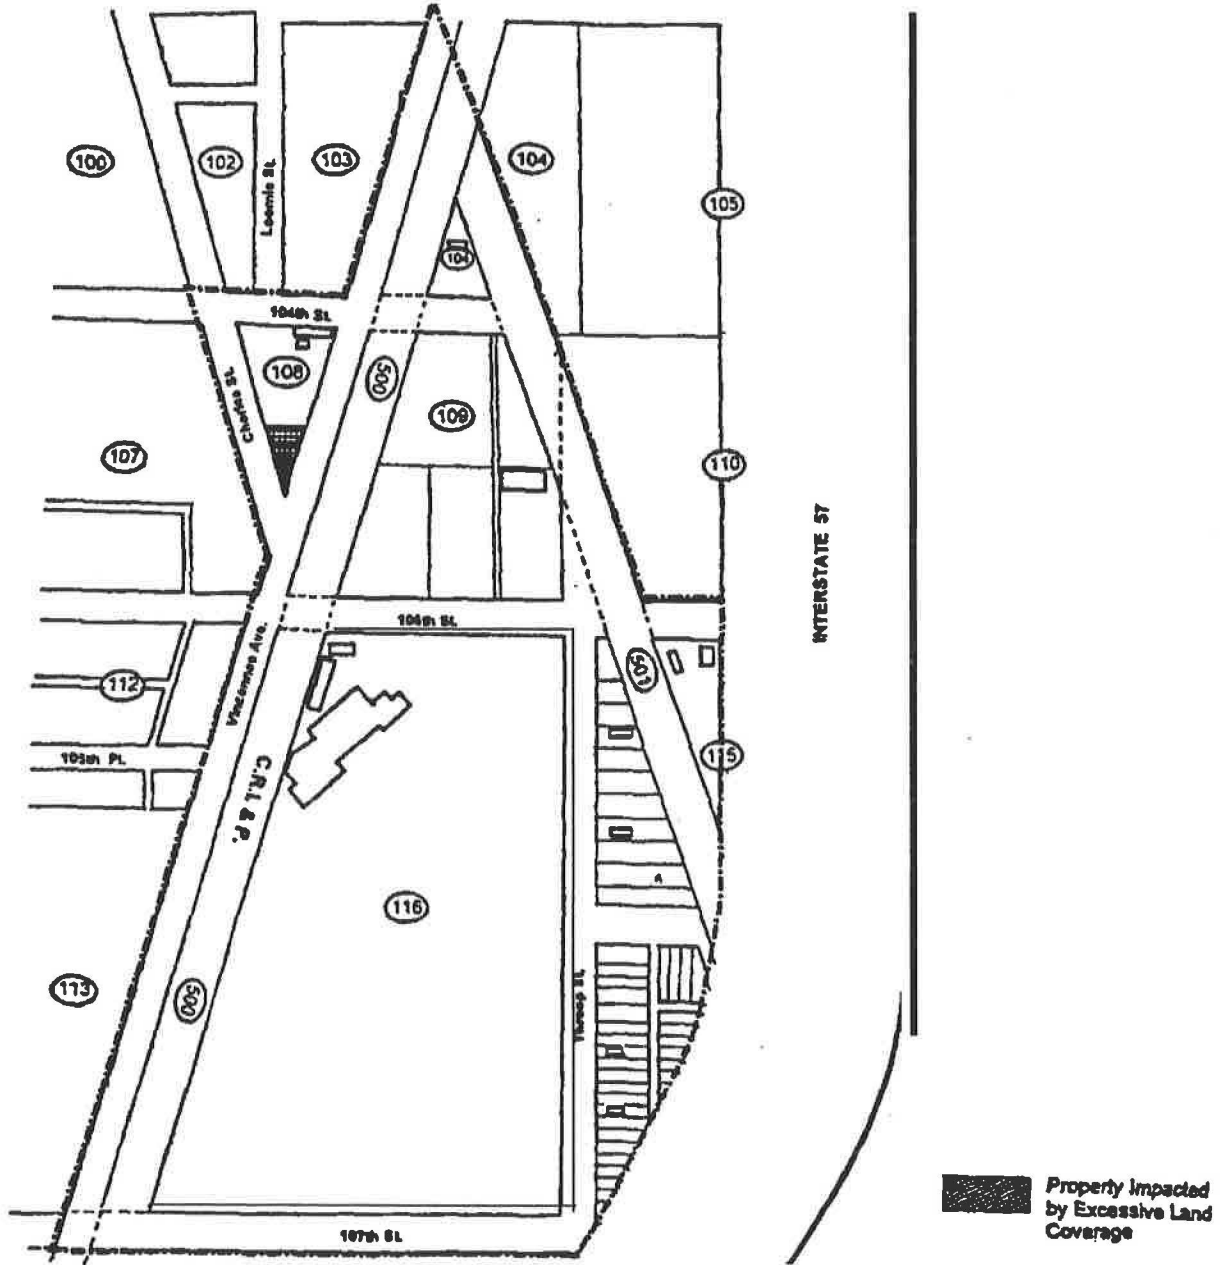 100
102
Loomis St.
103
104
105
104
104th St.
108
500
Charles St.
109
107
110
INTERSTATE 57
106th St.
Vincennes Ave.
501
112
105th Pl.
115
C.R.I. & P.
A
116
113
500
Throop St.
107th St.
Property Impacted
by Excessive Land
Coverage